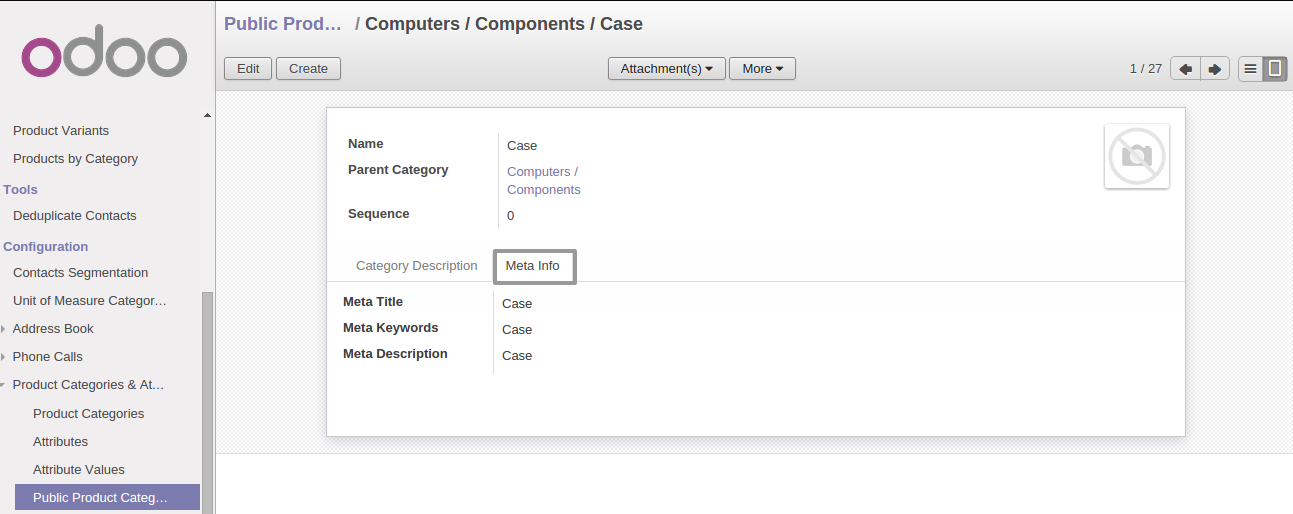 odoo
Product Variants
Products by Category
Tools
Deduplicate Contacts
Configuration
Contacts Segmentation
Unit of Measure Categor…
Address Book
Phone Calls
Product Categories & At…
Product Categories
Attributes
Attribute Values
Public Product Categ…
Public Prod… / Computers / Components / Case
Edit Create Attachment(s) More 1 / 27
Name Case
Parent Category Computers /
Components
Sequence 0
Category Description Meta Info
Meta Title Case
Meta Keywords Case
Meta Description Case